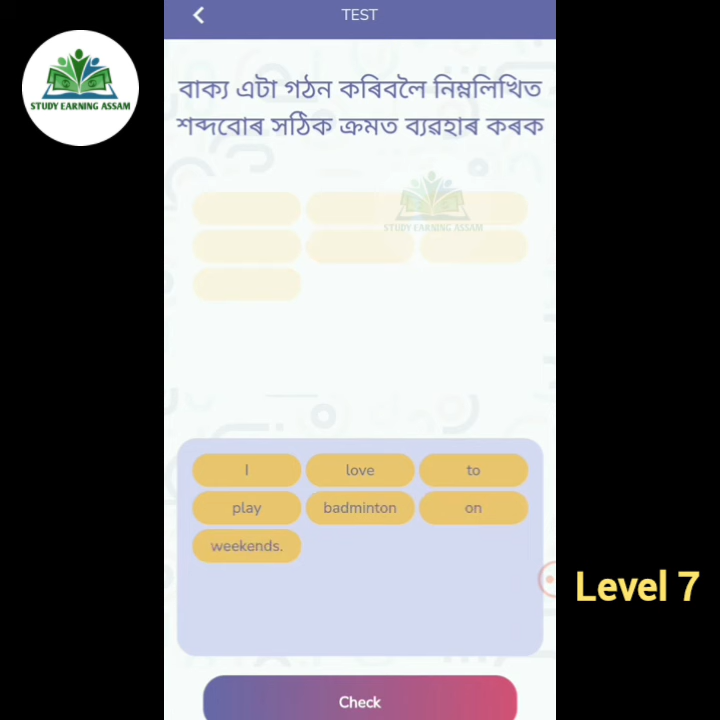 TEST
STUDY EARNING ASSAM
বাক্য এটা গঠন কৰিবলৈ নিম্নলিখিত
শব্দবোৰ সঠিক ক্ৰমত ব্যৱহাৰ কৰক
STUDY EARNING ASSAM
I love to
play badminton on
weekends.
Level 7
Check